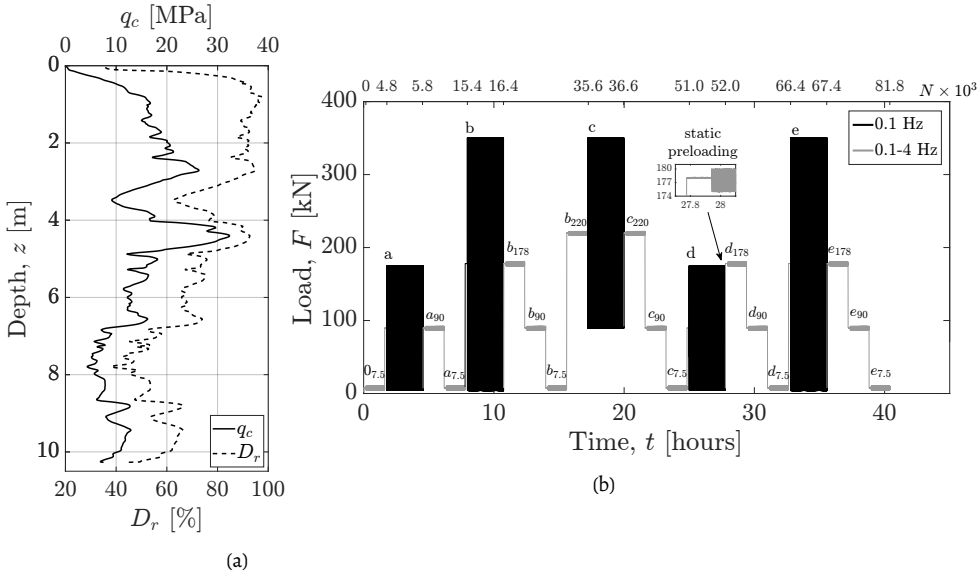 q_c [MPa]
0 10 20 30 40
0
2
4
6
8
10
Depth, z [m]
q_c
D_r
20 40 60 80 100
D_r [%]
(a)
0 4.8 5.8 15.4 16.4 35.6 36.6 51.0 52.0 66.4 67.4 81.8 N × 10³
400
300
200
100
0
Load, F [kN]
0.1 Hz
0.1-4 Hz
static
preloading
180
177
174
27.8 28
a
b
c
d
e
0_7.5
a_90
a_7.5
b_178
b_90
b_7.5
b_220
c_220
c_90
c_7.5
d_178
d_90
d_7.5
e_178
e_90
e_7.5
0 10 20 30 40
Time, t [hours]
(b)